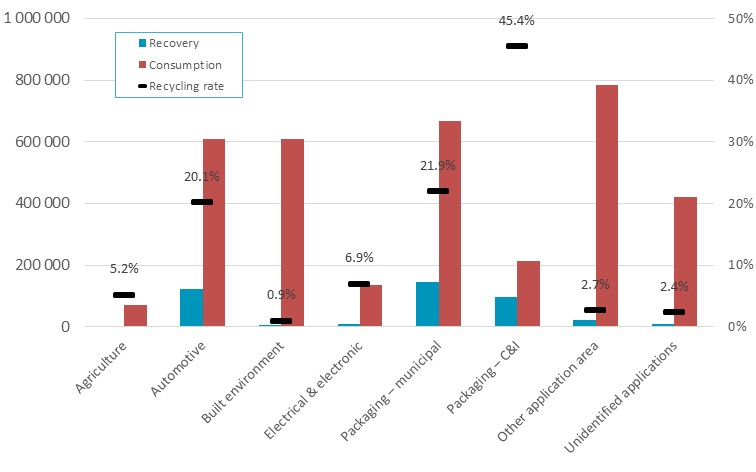 1 000 000
800 000
600 000
400 000
200 000
0
50%
40%
30%
20%
10%
0%
Recovery
Consumption
Recycling rate
5.2%
20.1%
0.9%
6.9%
21.9%
45.4%
2.7%
2.4%
Agriculture
Automotive
Built environment
Electrical & electronic
Packaging – municipal
Packaging – C&I
Other application area
Unidentified applications